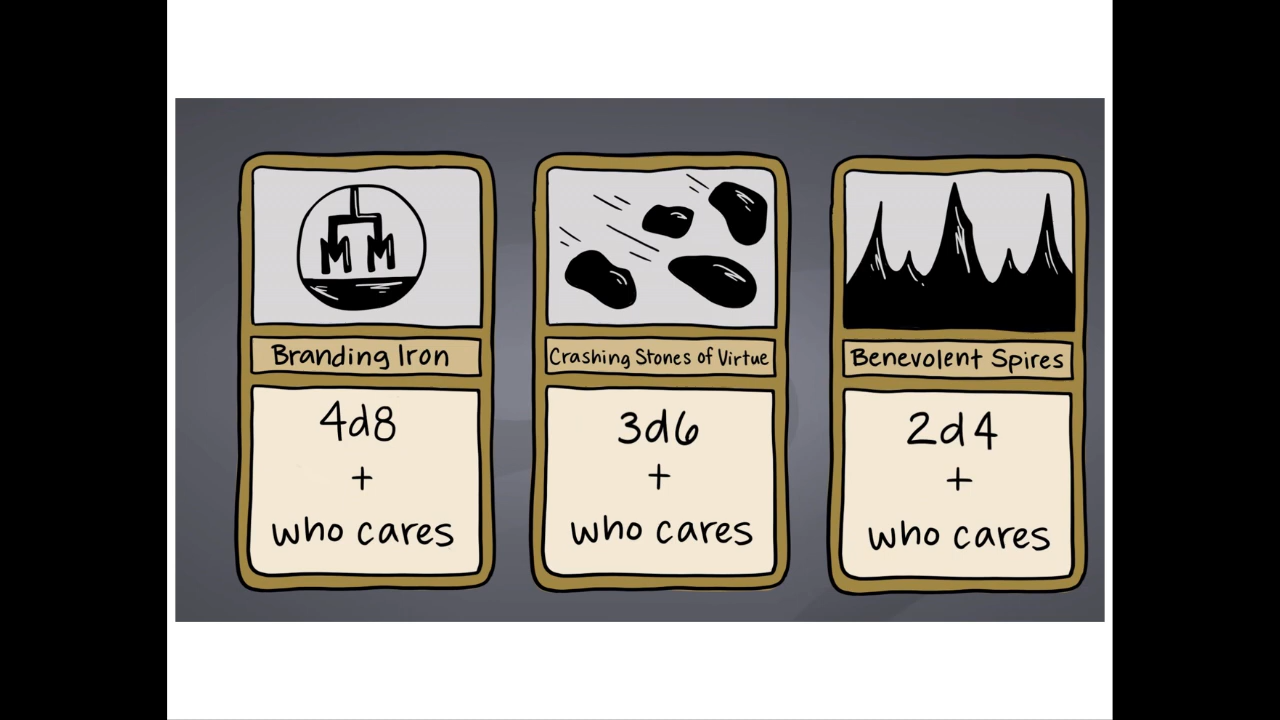 M M
Branding Iron
4d8
+
who cares
Crashing Stones of Virtue
3d6
+
who cares
Benevolent Spires
2d4
+
who cares